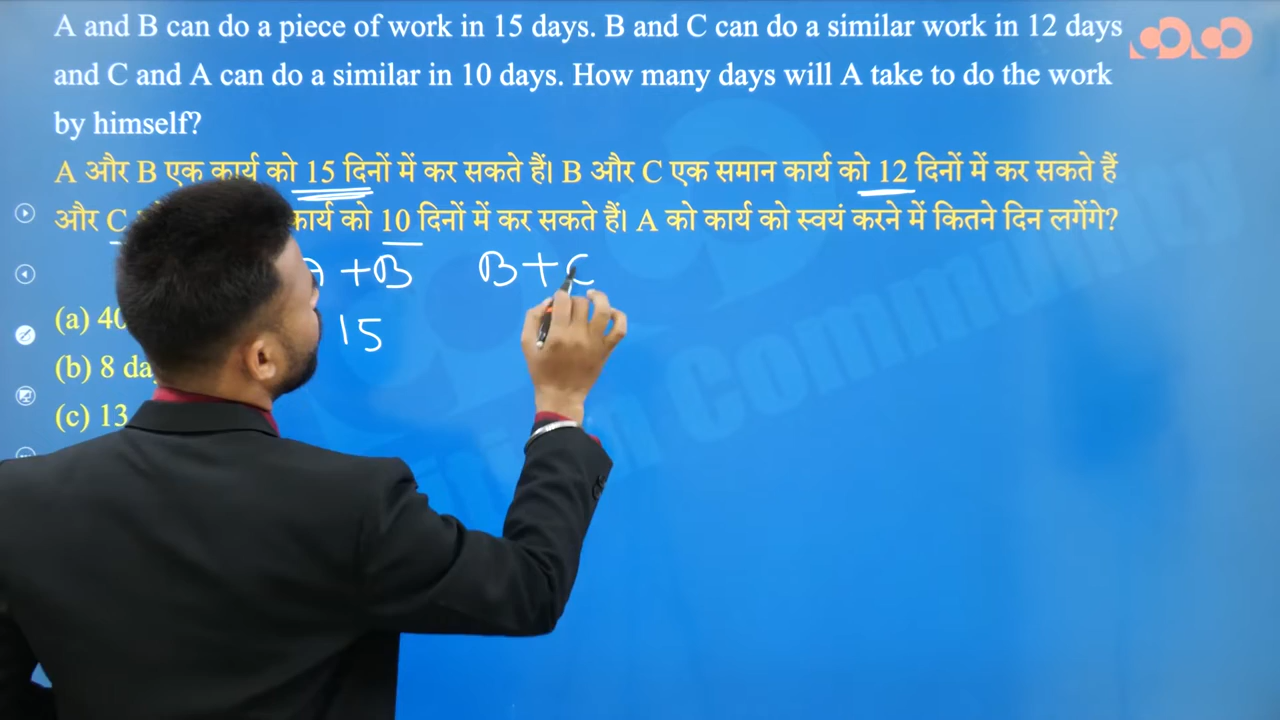 A and B can do a piece of work in 15 days. B and C can do a similar work in 12 days
and C and A can do a similar in 10 days. How many days will A take to do the work
by himself?
A और B एक कार्य को 15 दिनों में कर सकते हैं। B और C एक समान कार्य को 12 दिनों में कर सकते हैं
और C कार्य को 10 दिनों में कर सकते हैं। A को कार्य को स्वयं करने में कितने दिन लगेंगे?
A +B B+C
15
(a) 40
(b) 8
(c) 13
Community